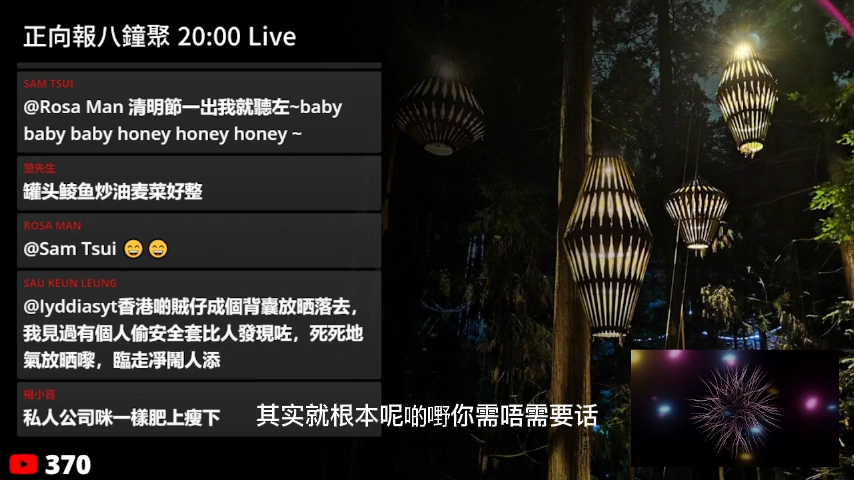 正向報八鐘聚 20:00 Live
SAM TSUI
@Rosa Man 清明節一出我就聽左~baby
baby baby honey honey honey ~
罐头鲮鱼炒油麦菜好整
ROSA MAN
@Sam Tsui 😄 😄
SAU KEUN LEUNG
@lyddiasyt香港啲賊仔成個背囊放晒落去，
我見過有個人偷安全套比人發現咗，死死地
氣放晒嚟，臨走凈鬧人添
楊小寶
私人公司咪一樣肥上瘦下
其实就根本呢啲嘢你需唔需要话
370